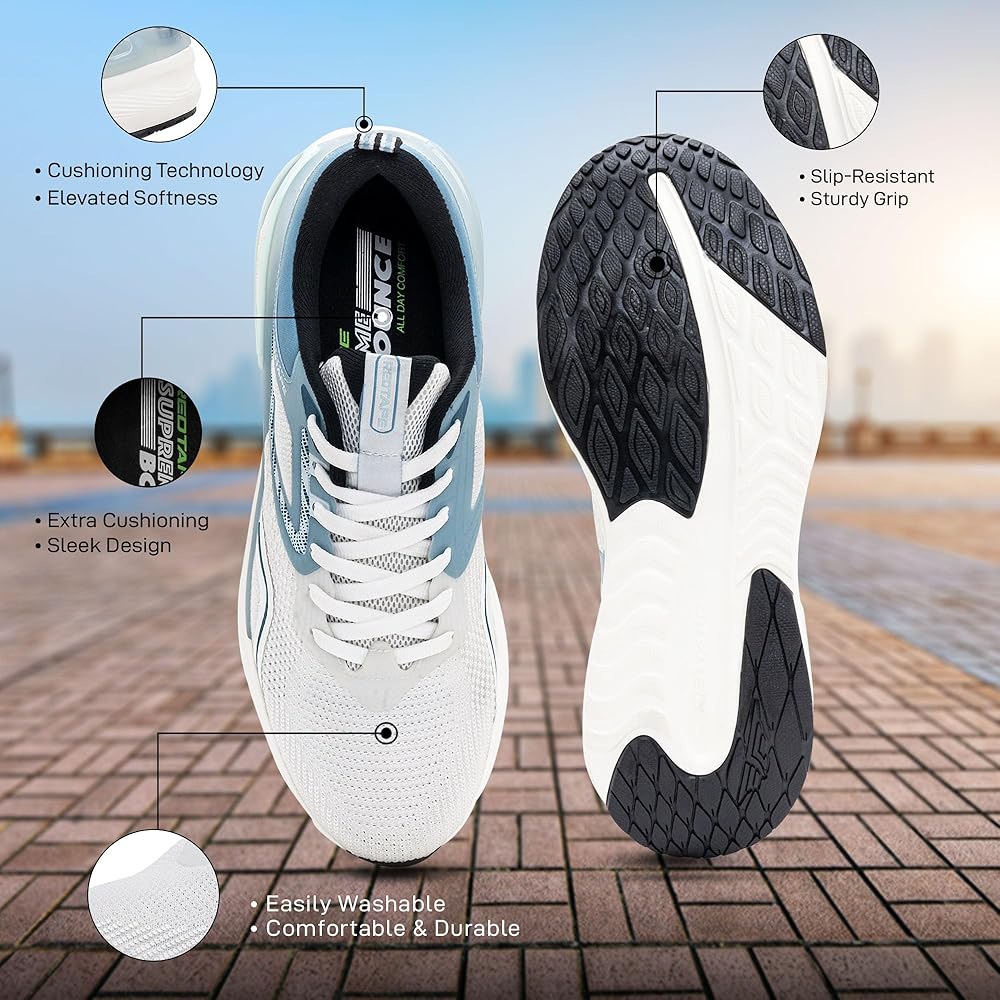 • Cushioning Technology
• Elevated Softness
• Slip-Resistant
• Sturdy Grip
ALL DAY COMFORT
REDTAPE
• Extra Cushioning
• Sleek Design
• Easily Washable
• Comfortable & Durable